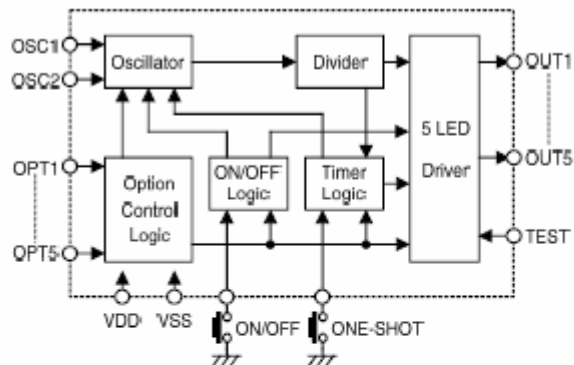 OSC1
OSC2
Oscillator
Divider
OUT1
5 LED
Driver
OUT5
OPT1
Option
Control
Logic
ON/OFF
Logic
Timer
Logic
OPT5
TEST
VDD
VSS
ON/OFF
ONE-SHOT